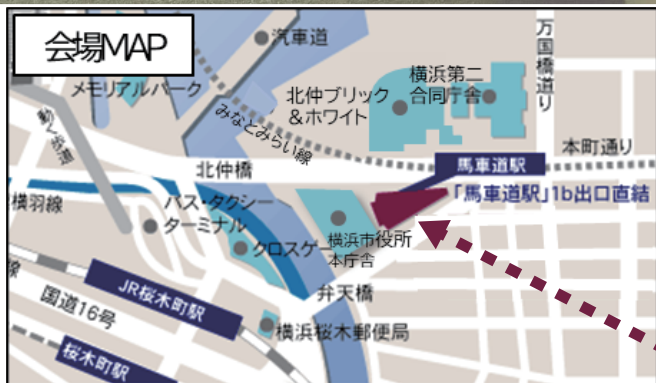 会場MAP
汽車道
万国橋通り
メモリアルパーク
北仲ブリック
&ホワイト
横浜第二
合同庁舎
動く歩道
みなとみらい線
本町通り
北仲橋
馬車道駅
「馬車道駅」1b出口直結
横羽線
バス・タクシー
ターミナル
クロスゲー
横浜市役所
本庁舎
弁天橋
JR桜木町駅
国道16号
横浜桜木郵便局
桜木町駅
線